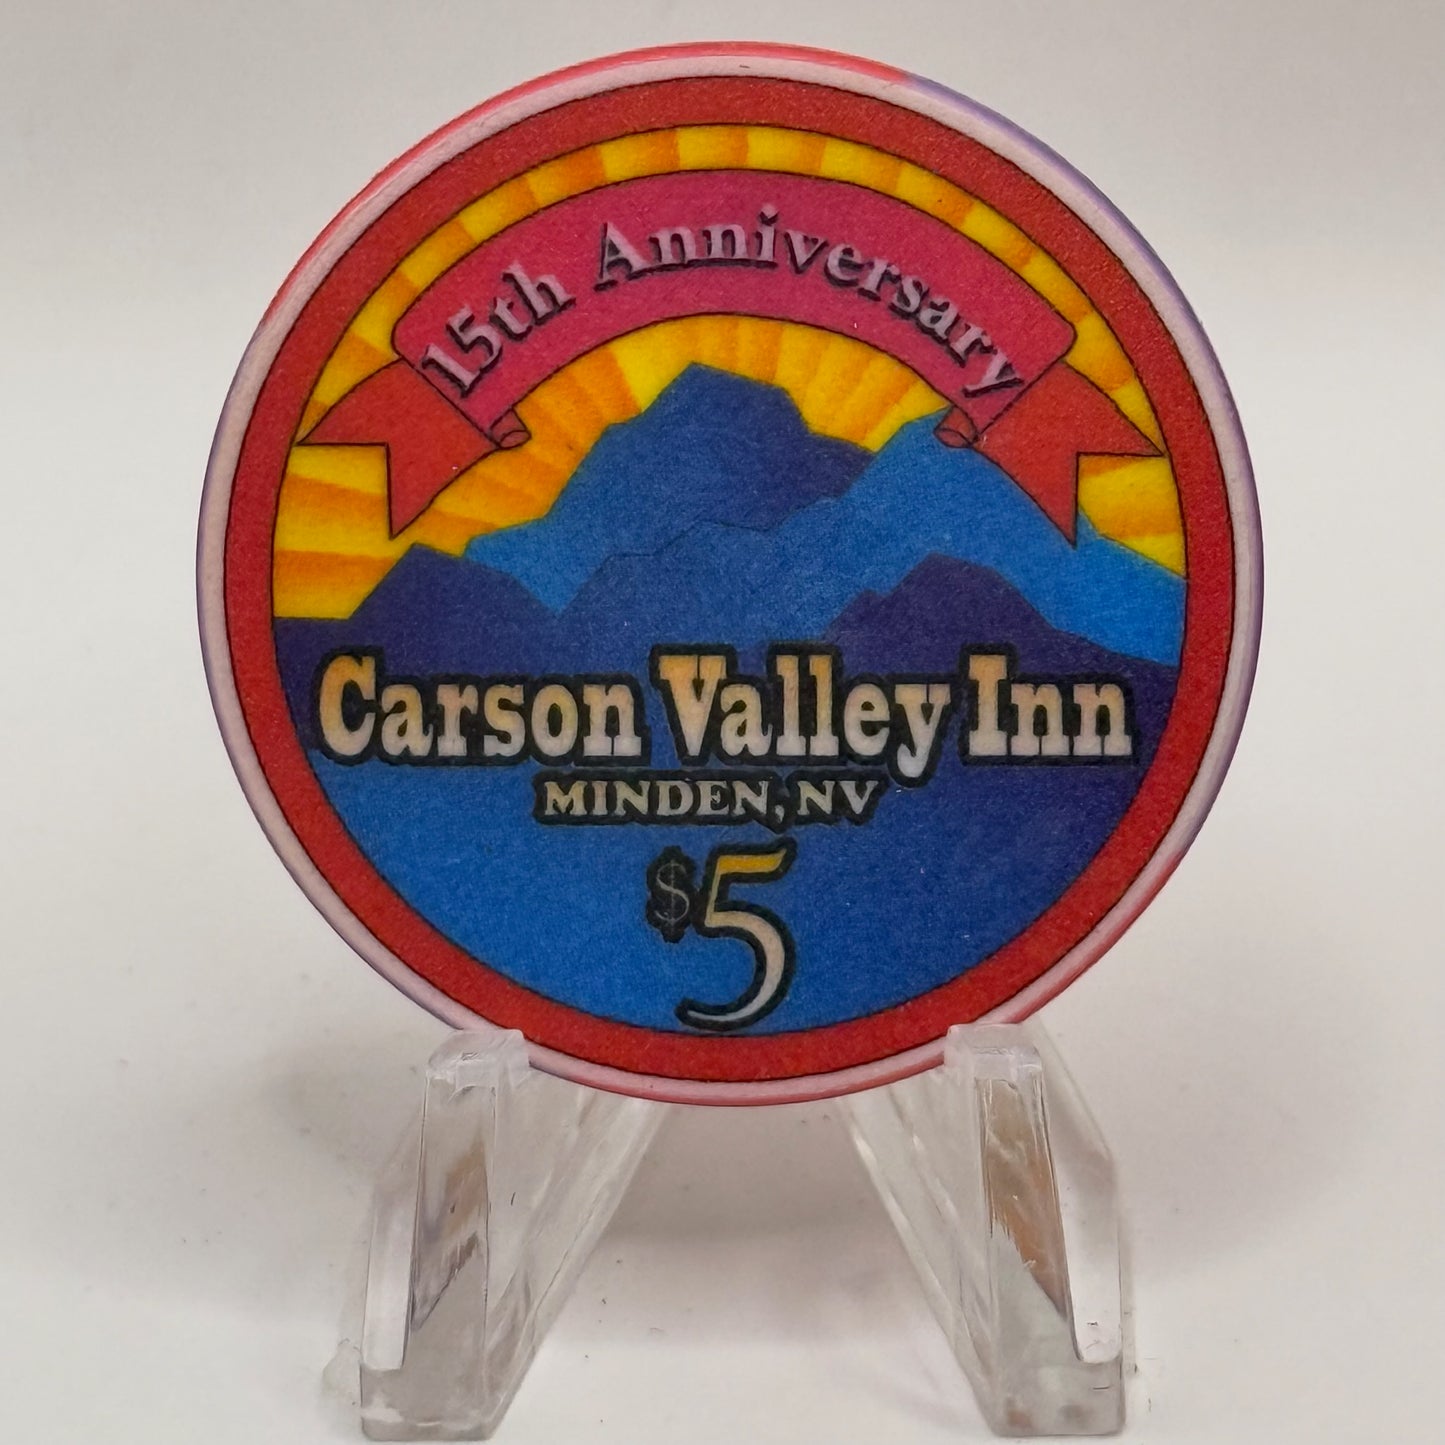 15th Anniversary
Carson Valley Inn
MINDEN, NV
$5